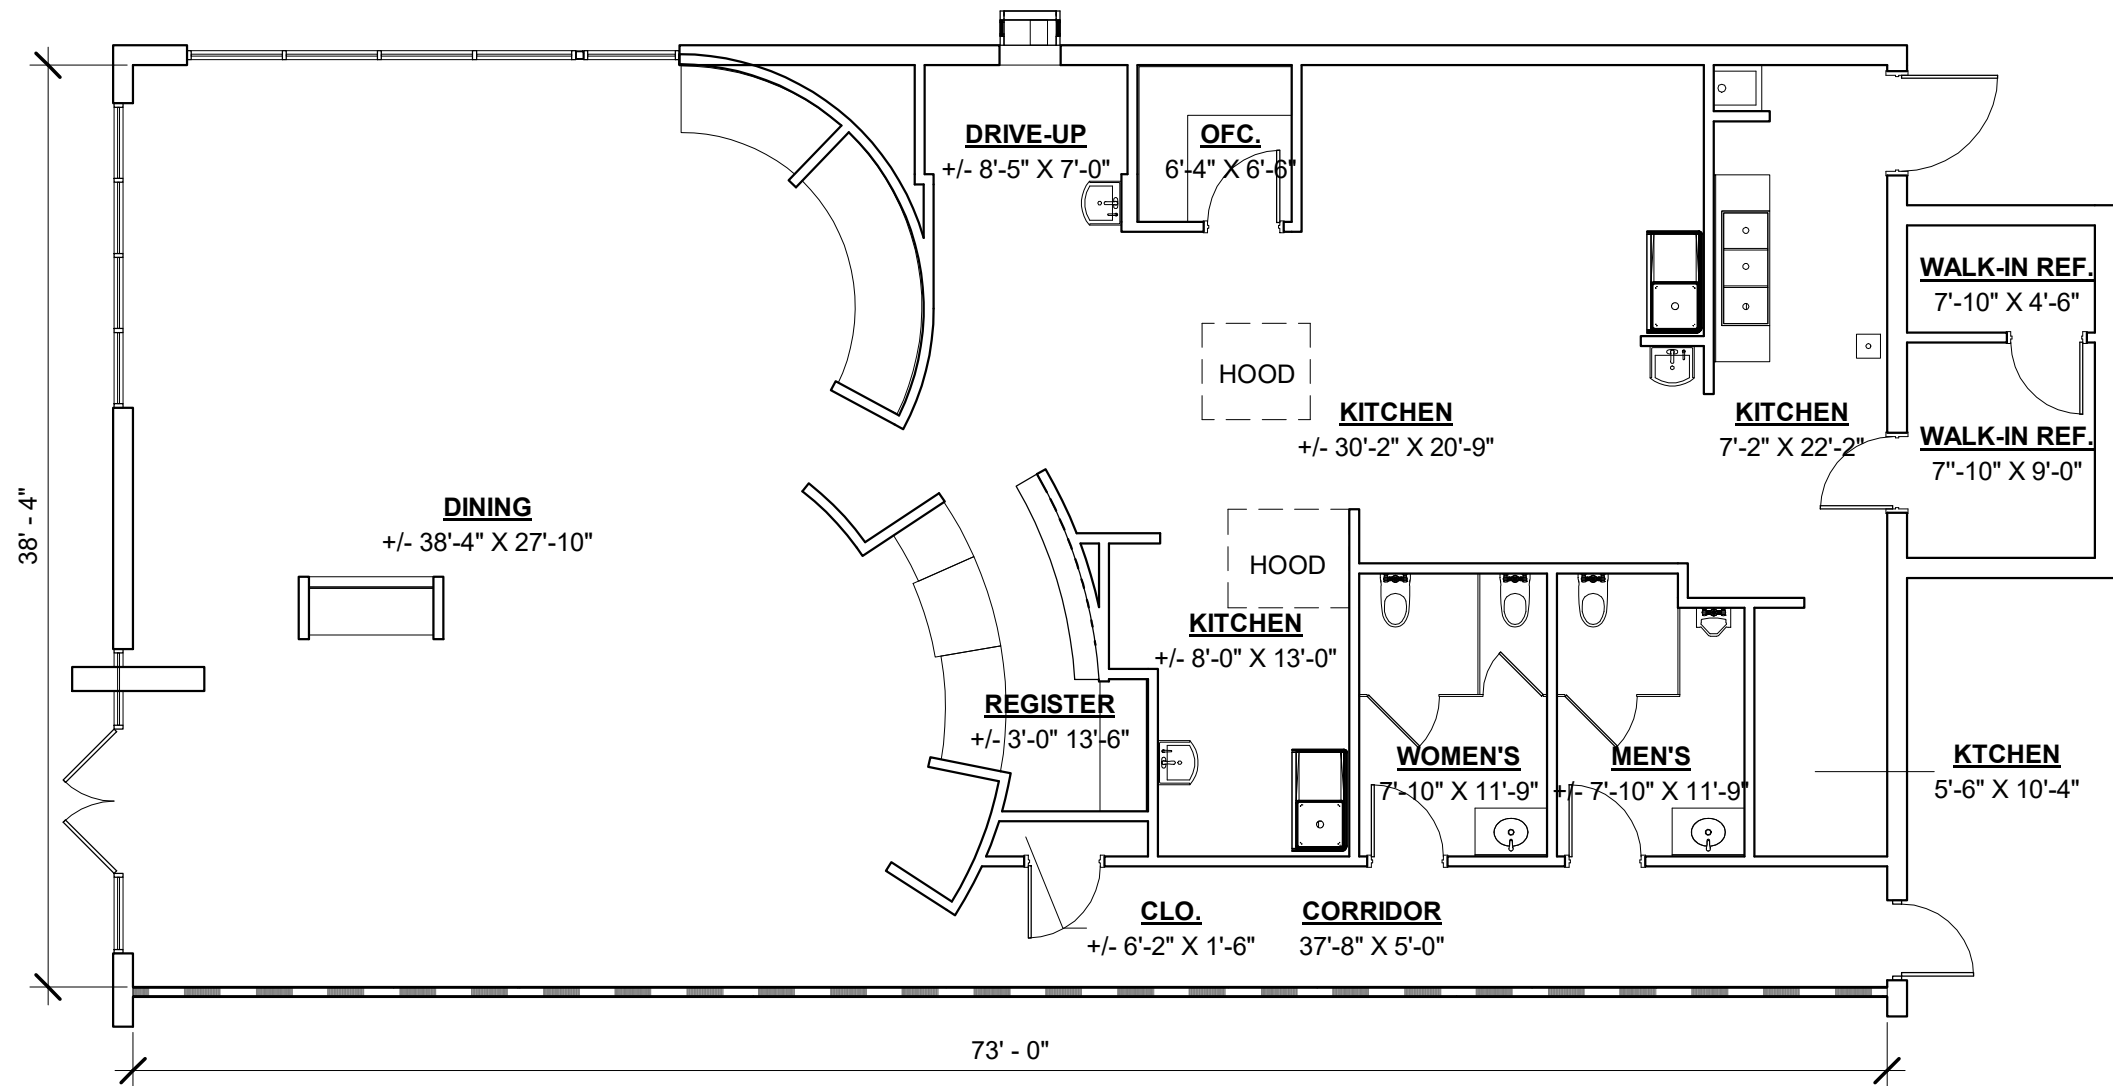 DRIVE-UP
+/- 8'-5" X 7'-0"
OFC.
6'-4" X 6'-6"
WALK-IN REF.
7'-10" X 4'-6"
HOOD
KITCHEN
+/- 30'-2" X 20'-9"
KITCHEN
7'-2" X 22'-2"
WALK-IN REF.
7''-10" X 9'-0"
38' - 4"
DINING
+/- 38'-4" X 27'-10"
HOOD
KITCHEN
+/- 8'-0" X 13'-0"
REGISTER
+/- 3'-0" 13'-6"
WOMEN'S
7'-10" X 11'-9"
MEN'S
+/- 7'-10" X 11'-9"
KTCHEN
5'-6" X 10'-4"
CLO.
+/- 6'-2" X 1'-6"
CORRIDOR
37'-8" X 5'-0"
73' - 0"